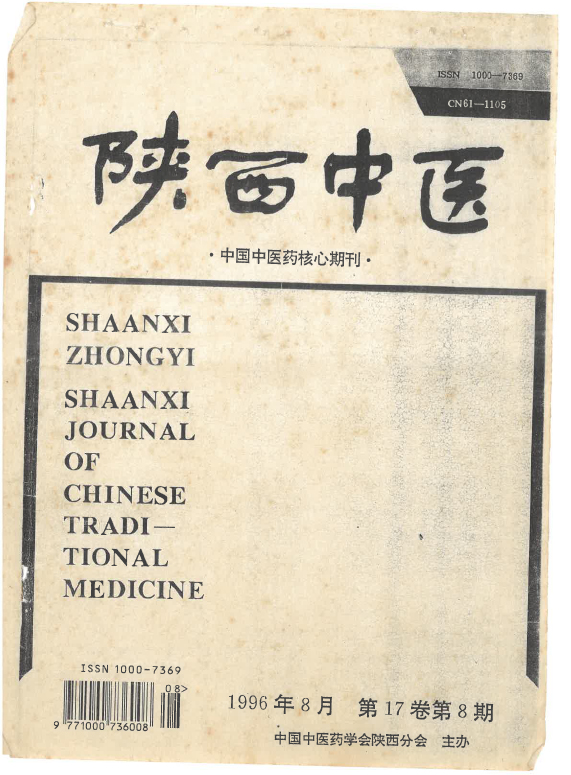 ISSN 1000—7369
CN61—1105
陕西中医
·中国中医药核心期刊·
SHAANXI
ZHONGYI
SHAANXI
JOURNAL
OF
CHINESE
TRADI—
TIONAL
MEDICINE
ISSN 1000-7369
08>
9 771000 736008
1996年8月 第17卷第8期
中国中医药学会陕西分会 主办